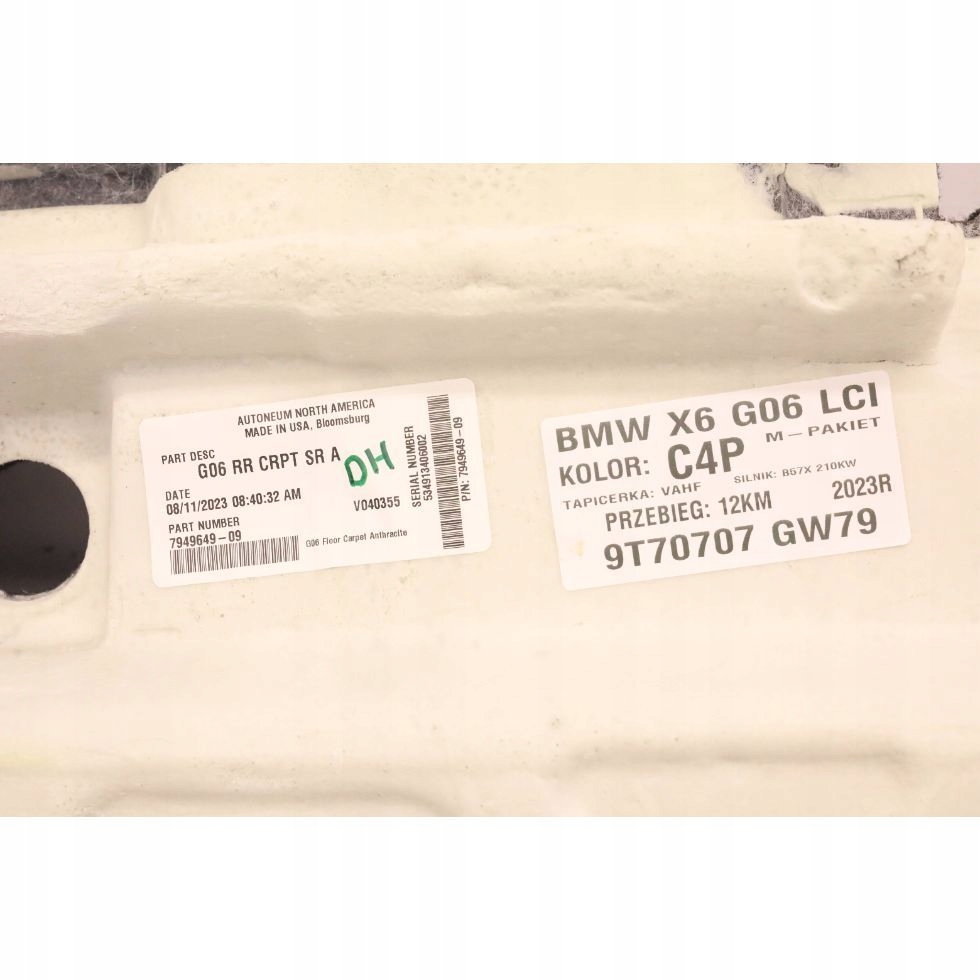 AUTONEUM NORTH AMERICA
MADE IN USA, Bloomsburg
PART DESC
G06 RR CRPT SR A
DH
DATE
08/11/2023 08:40:32 AM
V040355
PART NUMBER
7949649-09
G06 Floor Carpet Anthracite
SERIAL NUMBER
534913406002
P/N: 7949649-09
BMW X6 G06 LCI
KOLOR: C4P M-PAKIET
TAPICERKA: VAHF SILNIK: B57X 210KW
PRZEBIEG: 12KM 2023R
9T70707 GW79